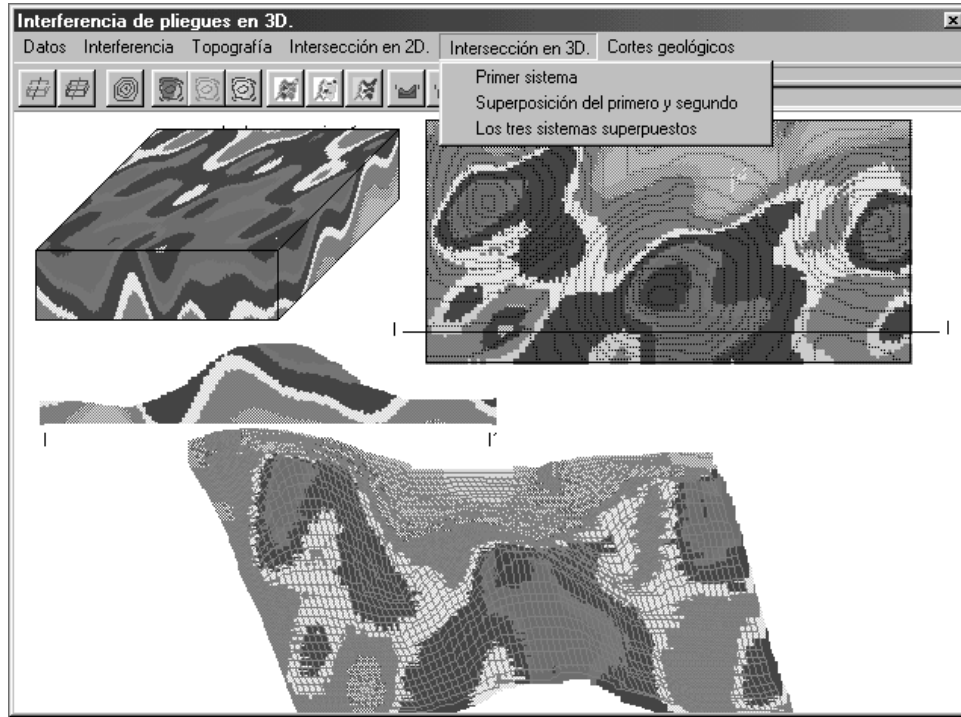 Interferencia de pliegues en 3D.
Datos Interferencia Topografía Intersección en 2D. Intersección en 3D. Cortes geológicos
Primer sistema
Superposición del primero y segundo
Los tres sistemas superpuestos
I I
I I'